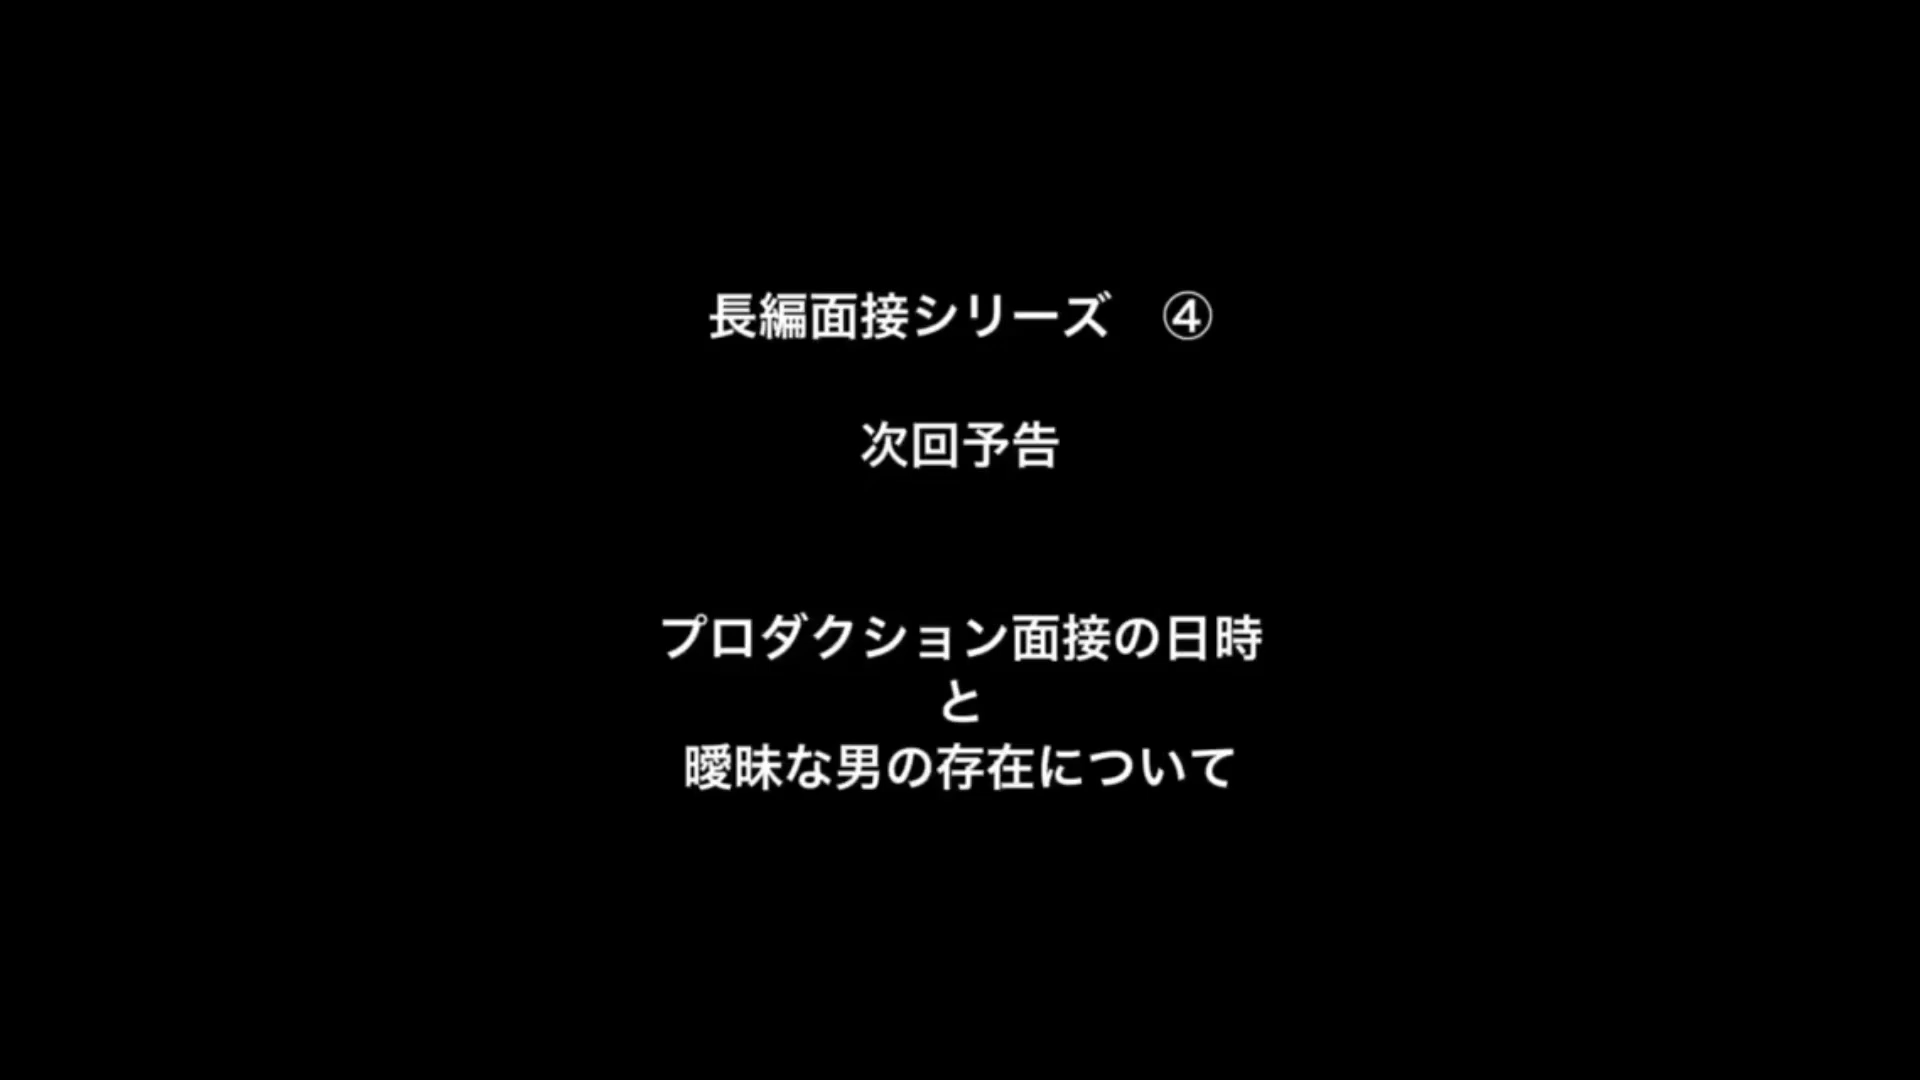 長編面接シリーズ　④
次回予告
プロダクション面接の日時
と
曖昧な男の存在について